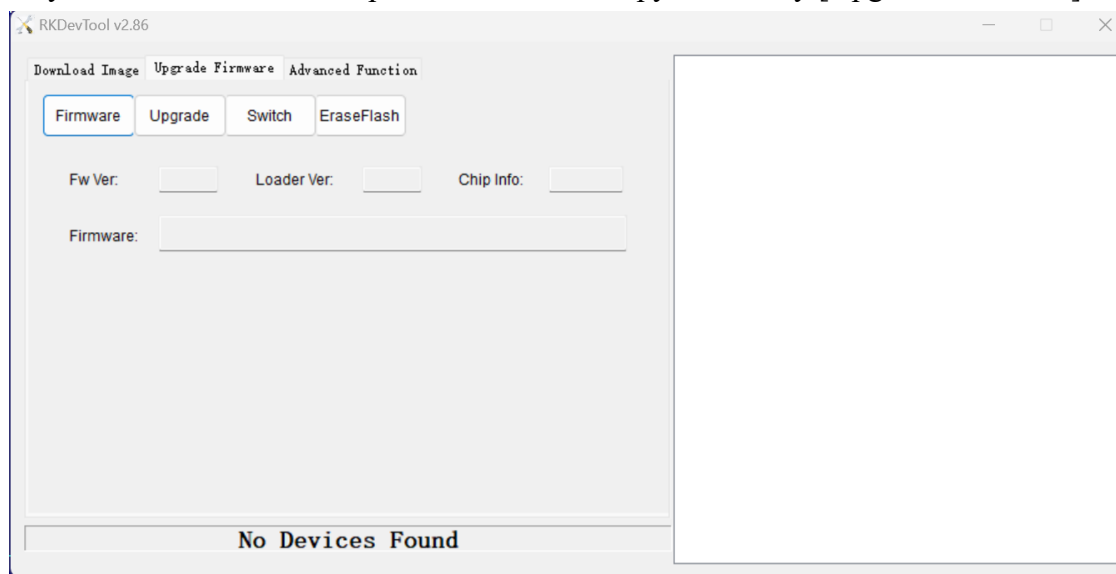 RKDevTool v2.86
Download Image Upgrade Firmware Advanced Function
Firmware Upgrade Switch EraseFlash
Fw Ver: Loader Ver: Chip Info:
Firmware:
No Devices Found